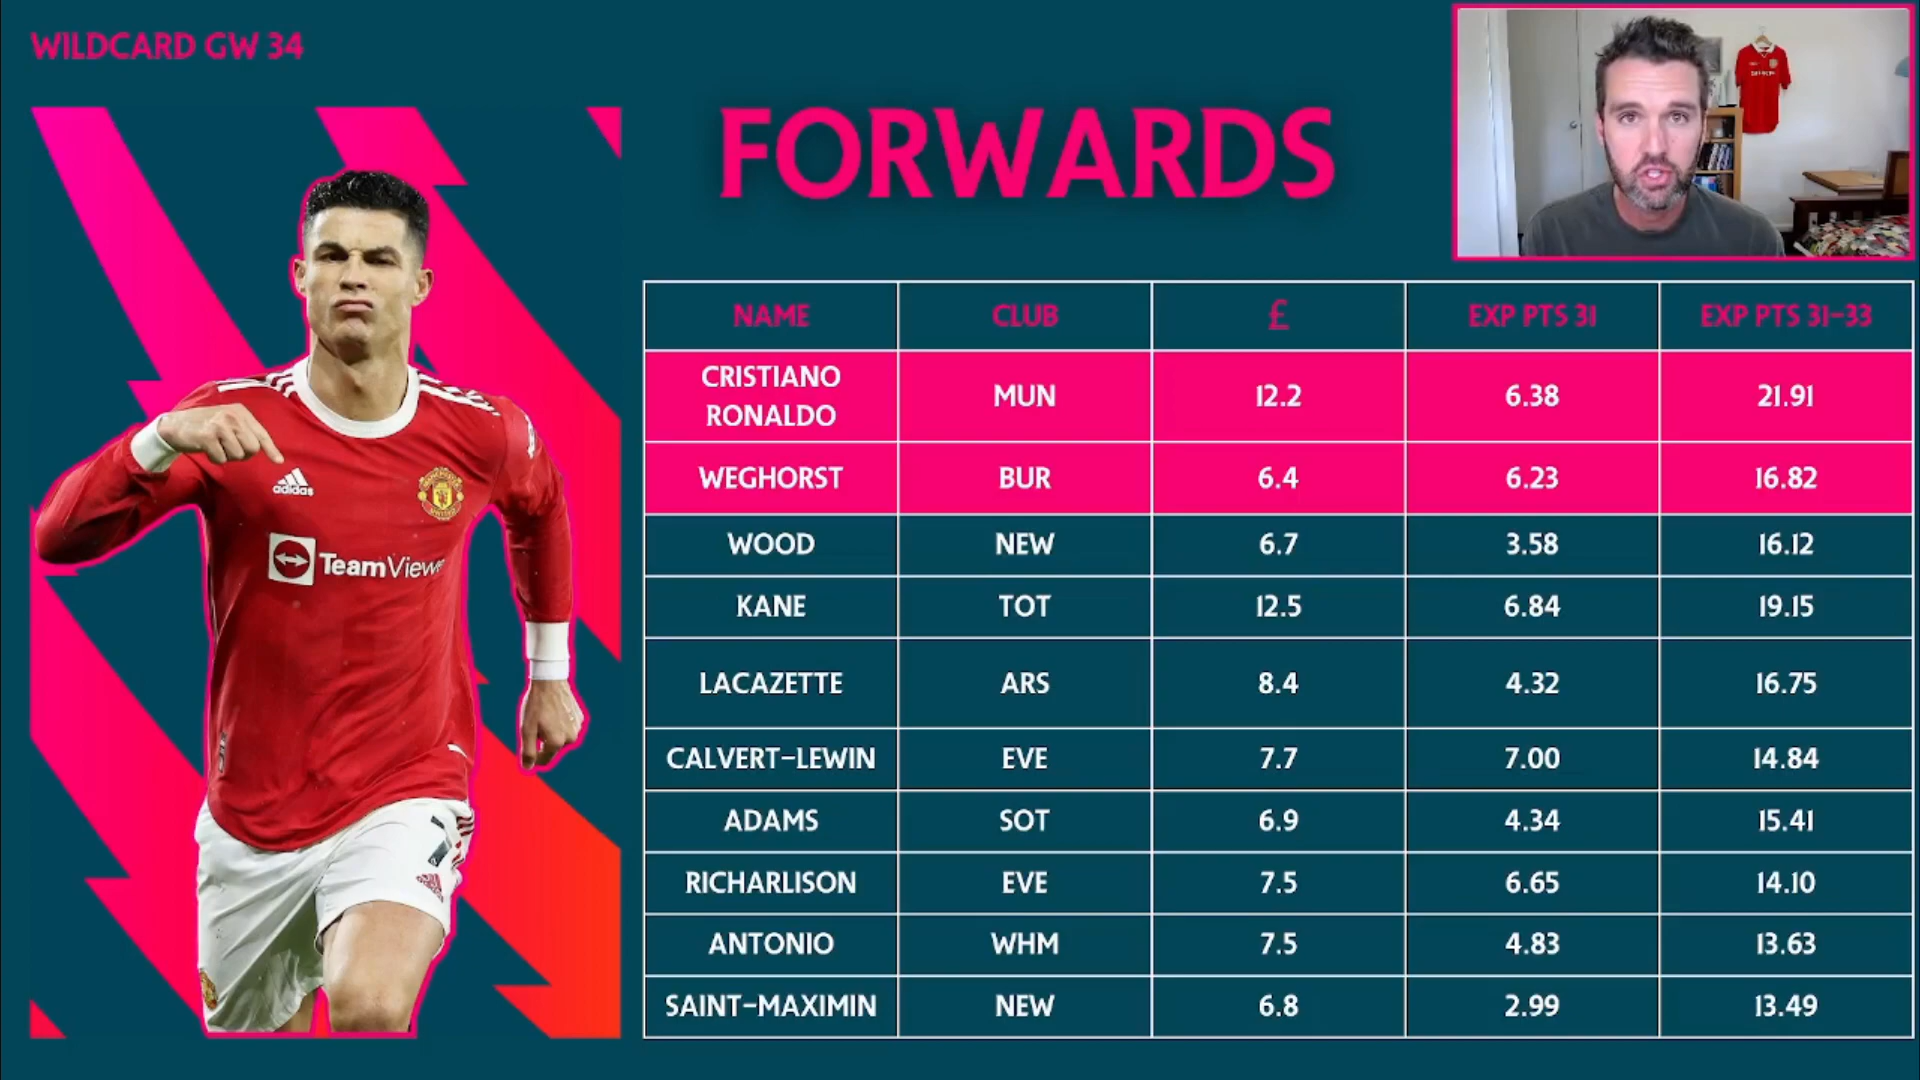 WILDCARD GW 34
FORWARDS
adidas
TeamViewe
7
NAME CLUB £ EXP PTS 31 EXP PTS 31-33
CRISTIANO
RONALDO MUN 12.2 6.38 21.91
WEGHORST BUR 6.4 6.23 16.82
WOOD NEW 6.7 3.58 16.12
KANE TOT 12.5 6.84 19.15
LACAZETTE ARS 8.4 4.32 16.75
CALVERT-LEWIN EVE 7.7 7.00 14.84
ADAMS SOT 6.9 4.34 15.41
RICHARLISON EVE 7.5 6.65 14.10
ANTONIO WHM 7.5 4.83 13.63
SAINT-MAXIMIN NEW 6.8 2.99 13.49